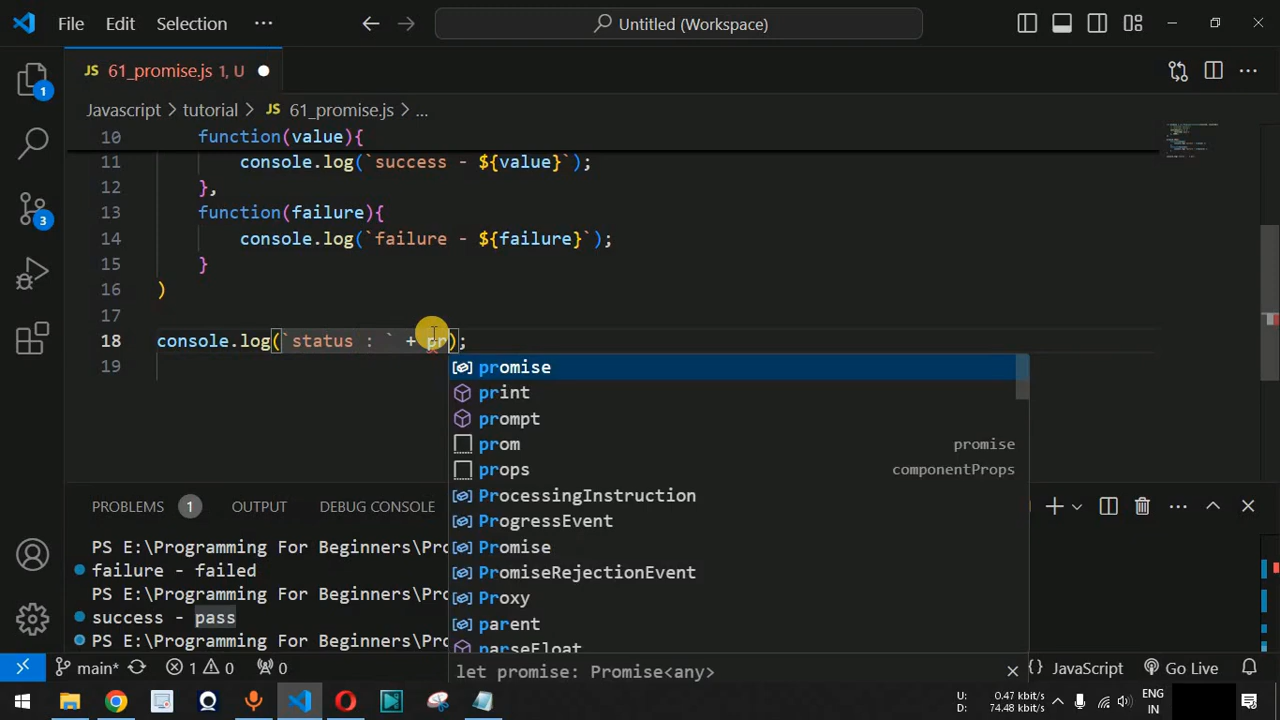 File Edit Selection ··· Untitled (Workspace)
JS 61_promise.js 1, U
Javascript > tutorial > JS 61_promise.js > ...
10 function(value){
11 console.log(`success - ${value}`);
12 },
13 function(failure){
14 console.log(`failure - ${failure}`);
15 }
16 )
17
18 console.log(`status : ` + pr);
19
promise
print
prompt
prom promise
props componentProps
ProcessingInstruction
ProgressEvent
Promise
PromiseRejectionEvent
Proxy
parent
parseFloat
let promise: Promise<any>
PROBLEMS 1 OUTPUT DEBUG CONSOLE
PS E:\Programming For Beginners\Pro
failure - failed
PS E:\Programming For Beginners\Pro
success - pass
PS E:\Programming For Beginners\Pro
1
3
main* 1 0 0 {} JavaScript Go Live
U: 0.47 kbit/s
D: 74.48 kbit/s
ENG
IN